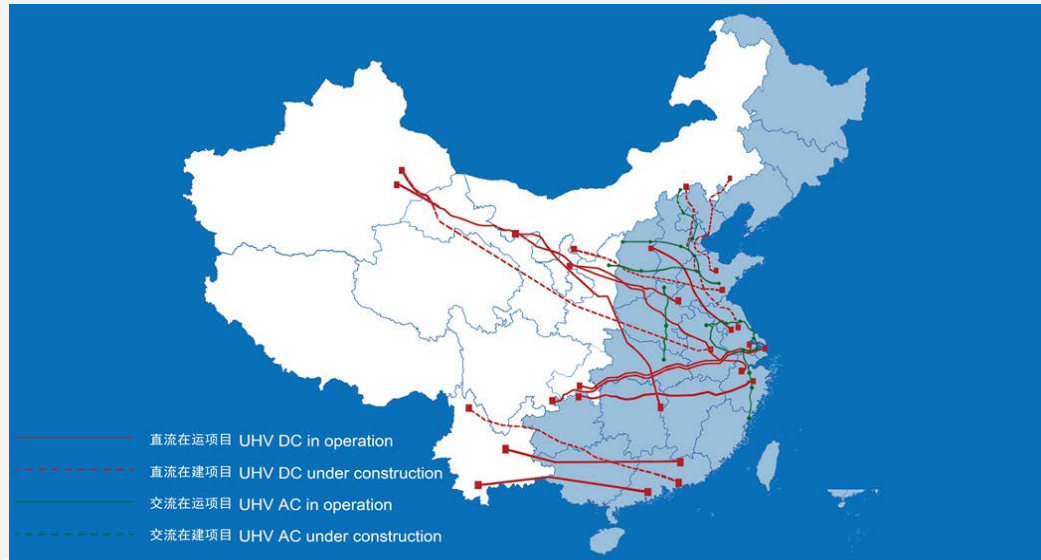 直流在运项目 UHV DC in operation
直流在建项目 UHV DC under construction
交流在运项目 UHV AC in operation
交流在建项目 UHV AC under construction